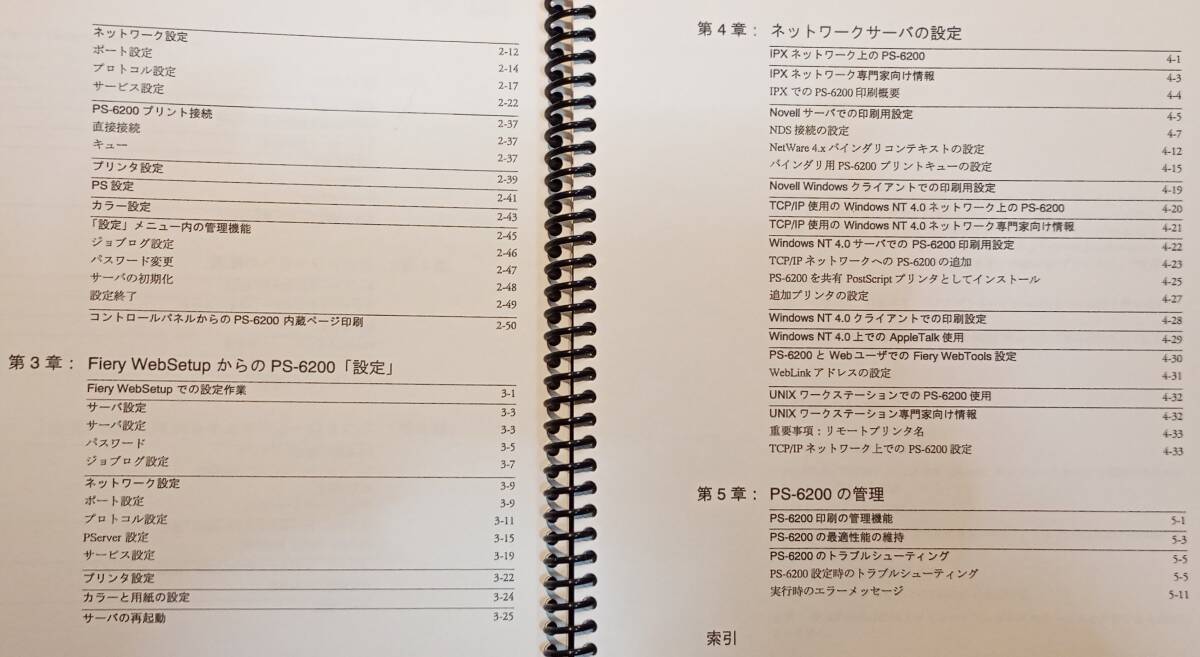 ネットワーク設定 2-12
ポート設定 2-14
プロトコル設定 2-17
サービス設定 2-22
PS-6200 プリント接続 2-37
直接接続 2-37
キュー 2-37
プリンタ設定 2-39
PS 設定 2-41
カラー設定 2-43
「設定」メニュー内の管理機能 2-45
ジョブログ設定 2-46
パスワード変更 2-47
サーバの初期化 2-48
設定終了 2-49
コントロールパネルからの PS-6200 内蔵ページ印刷 2-50
第 3 章： Fiery WebSetup からの PS-6200「設定」
Fiery WebSetup での設定作業 3-1
サーバ設定 3-3
サーバ設定 3-3
パスワード 3-5
ジョブログ設定 3-7
ネットワーク設定 3-9
ポート設定 3-9
プロトコル設定 3-11
PServer 設定 3-15
サービス設定 3-19
プリンタ設定 3-22
カラーと用紙の設定 3-24
サーバの再起動 3-25
第 4 章： ネットワークサーバの設定
IPX ネットワーク上の PS-6200 4-1
IPX ネットワーク専門家向け情報 4-3
IPX での PS-6200 印刷概要 4-4
Novell サーバでの印刷用設定 4-5
NDS 接続の設定 4-7
NetWare 4.x バインダリコンテキストの設定 4-12
バインダリ用 PS-6200 プリントキューの設定 4-15
Novell Windows クライアントでの印刷用設定 4-19
TCP/IP 使用の Windows NT 4.0 ネットワーク上の PS-6200 4-20
TCP/IP 使用の Windows NT 4.0 ネットワーク専門家向け情報 4-21
Windows NT 4.0 サーバでの PS-6200 印刷用設定 4-22
TCP/IP ネットワークへの PS-6200 の追加 4-23
PS-6200 を共有 PostScript プリンタとしてインストール 4-25
追加プリンタの設定 4-27
Windows NT 4.0 クライアントでの印刷設定 4-28
Windows NT 4.0 上での AppleTalk 使用 4-29
PS-6200 と Web ユーザでの Fiery WebTools 設定 4-30
WebLink アドレスの設定 4-31
UNIX ワークステーションでの PS-6200 使用 4-32
UNIX ワークステーション専門家向け情報 4-32
重要事項：リモートプリンタ名 4-33
TCP/IP ネットワーク上での PS-6200 設定 4-33
第 5 章： PS-6200 の管理
PS-6200 印刷の管理機能 5-1
PS-6200 の最適性能の維持 5-3
PS-6200 のトラブルシューティング 5-5
PS-6200 設定時のトラブルシューティング 5-5
実行時のエラーメッセージ 5-11
索引